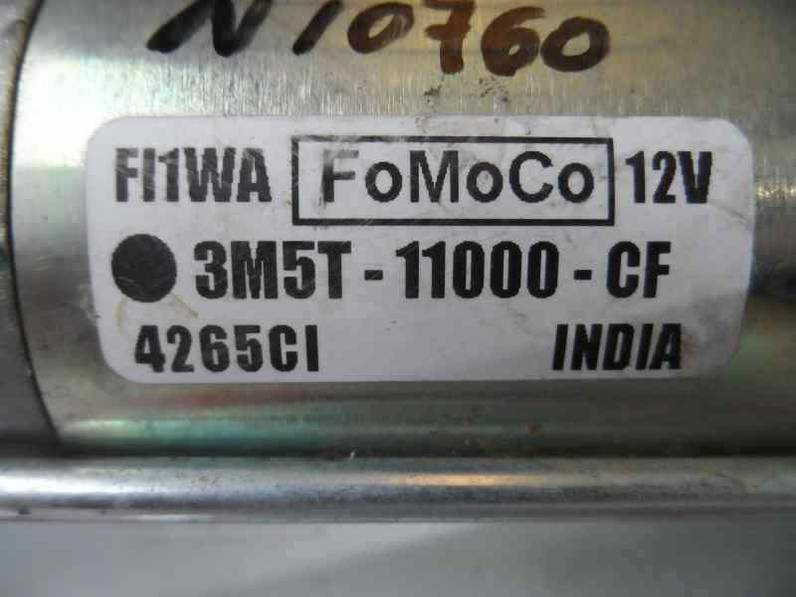 N10760
FI1WA FoMoCo 12V
3M5T - 11000 - CF
4265CI INDIA